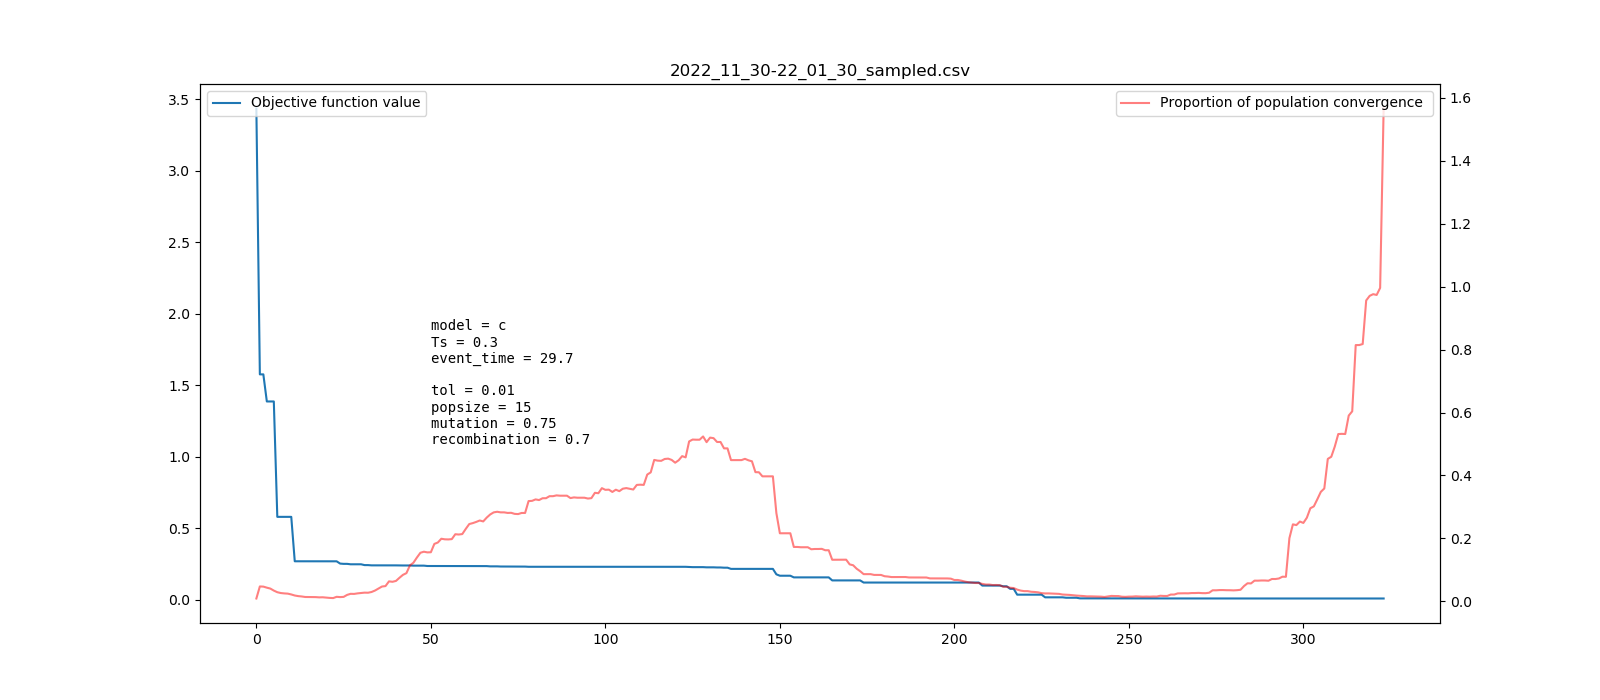 2022_11_30-22_01_30_sampled.csv
Objective function value
Proportion of population convergence
3.5
3.0
2.5
2.0
1.5
1.0
0.5
0.0
1.6
1.4
1.2
1.0
0.8
0.6
0.4
0.2
0.0
model = c
Ts = 0.3
event_time = 29.7
tol = 0.01
popsize = 15
mutation = 0.75
recombination = 0.7
0 50 100 150 200 250 300